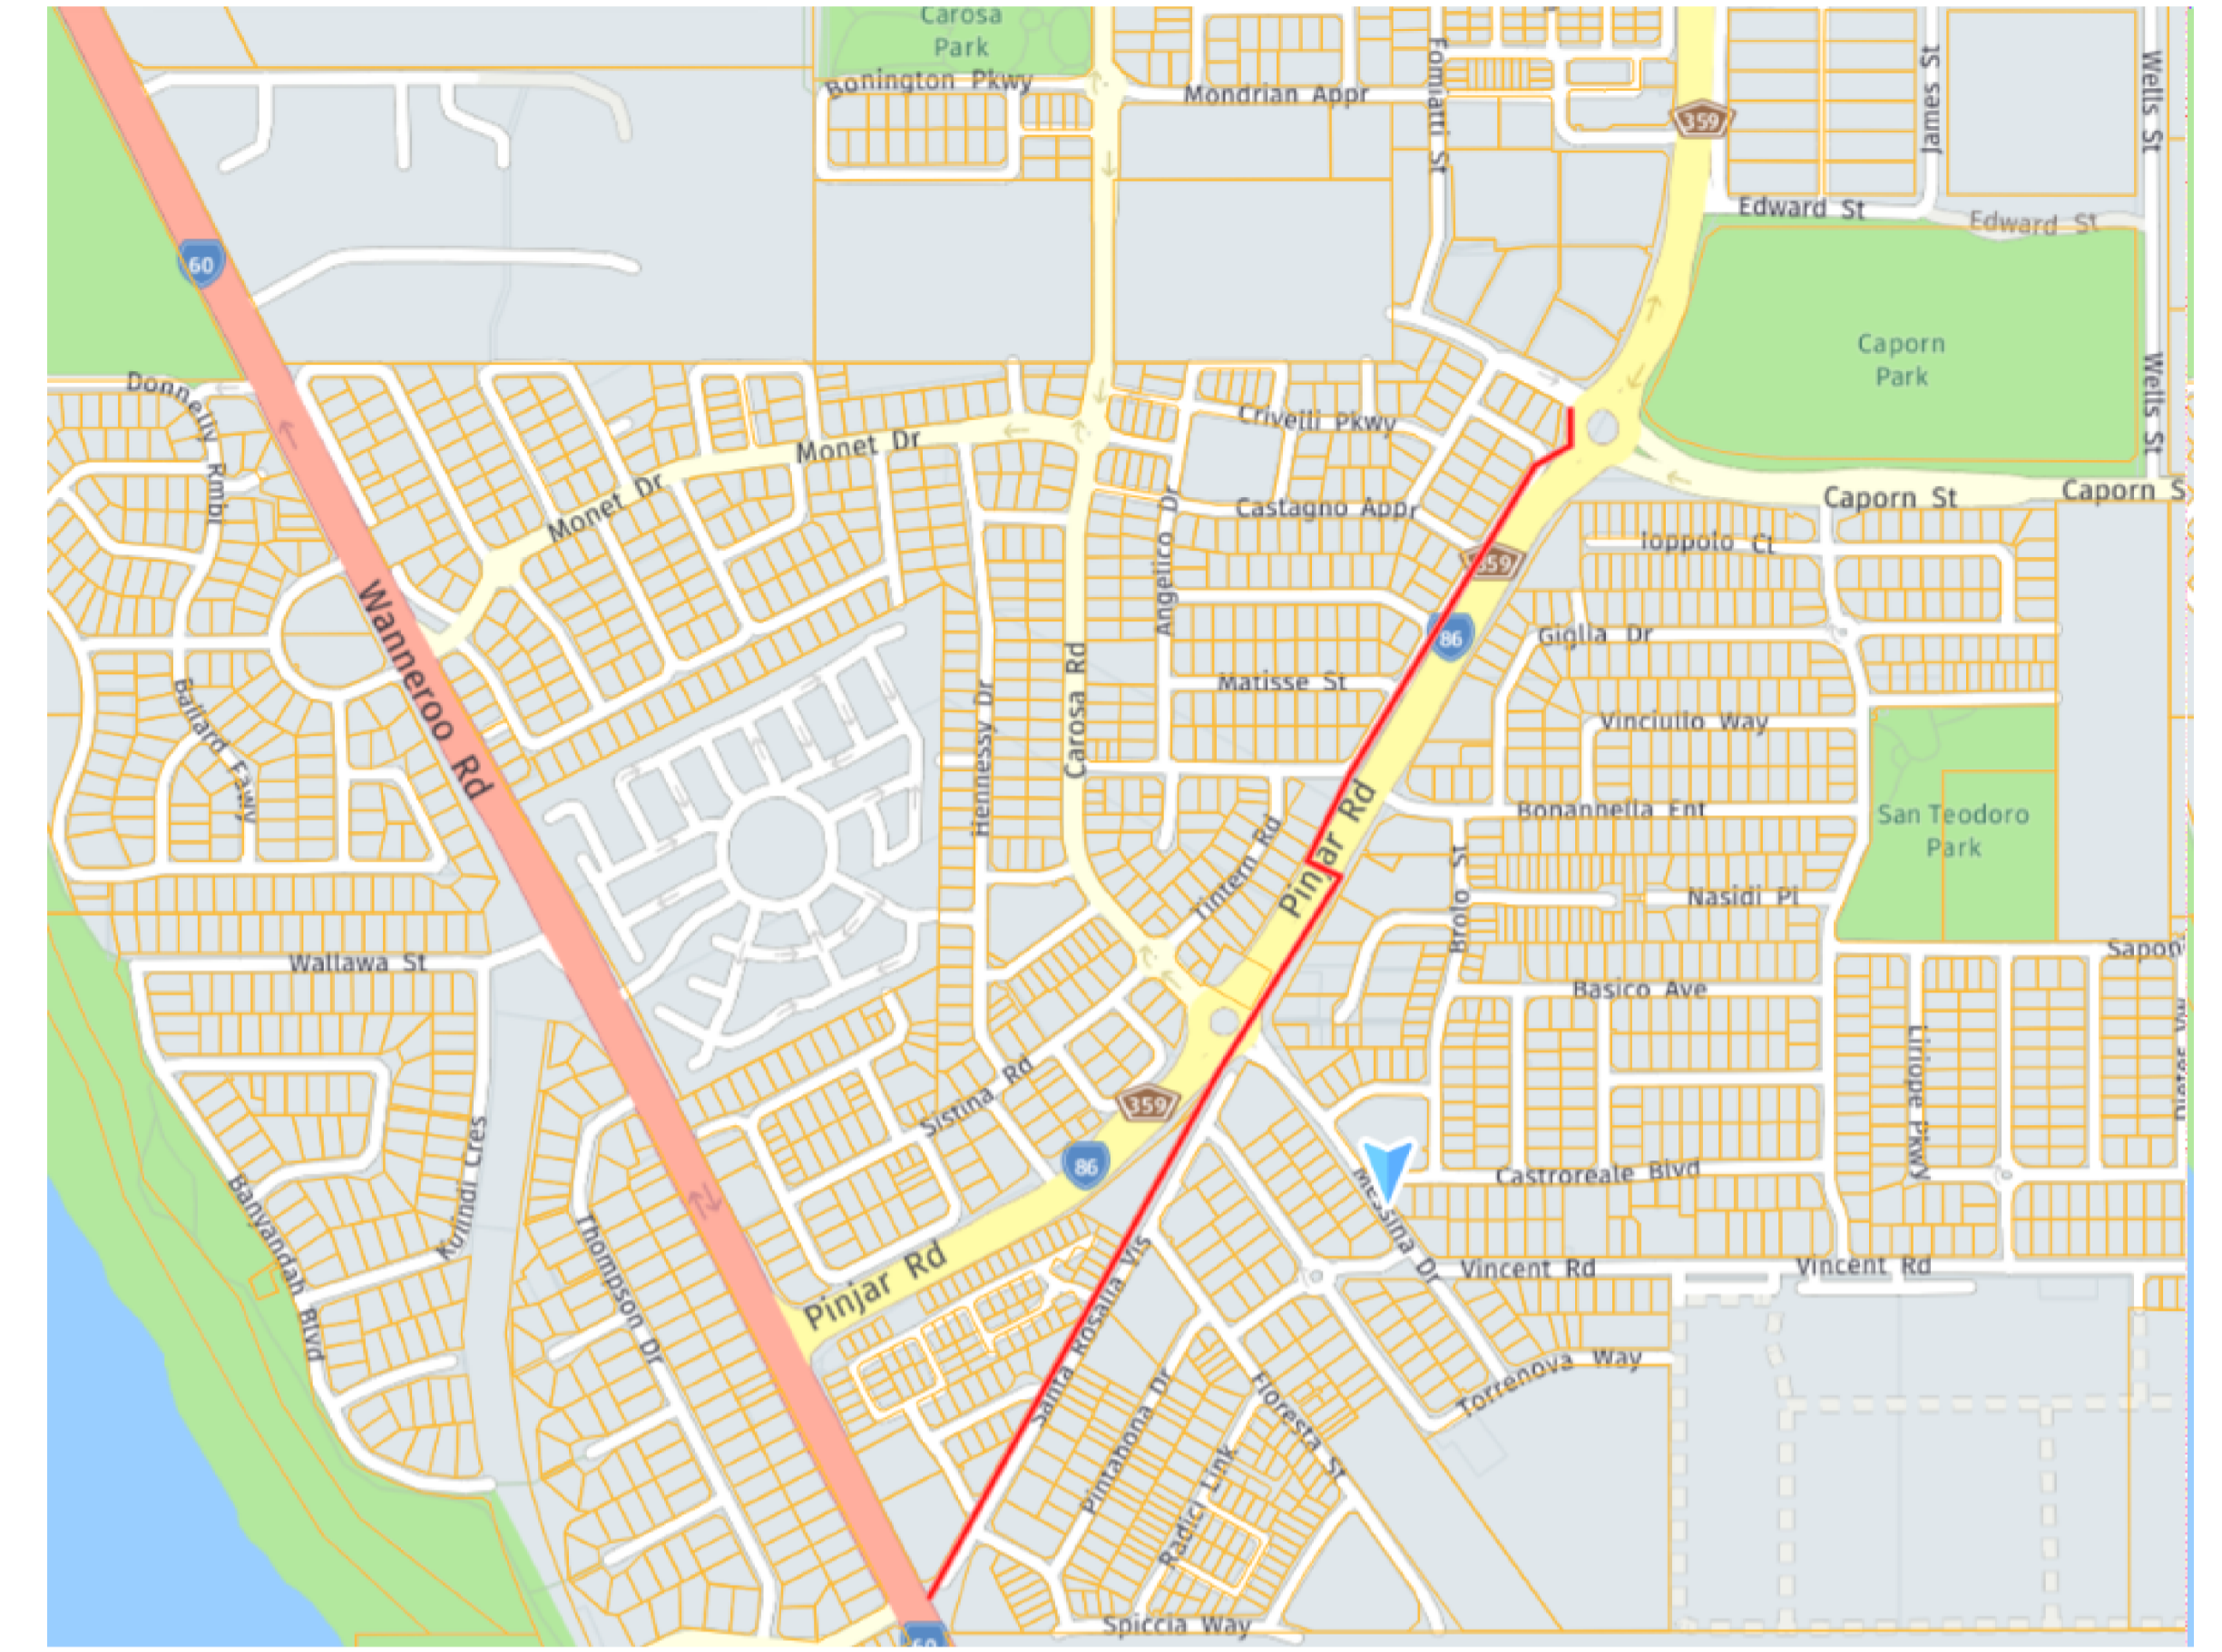 Carosa
Park
Bonington Pkwy
Mondrian Appr
Fomiatti St
359
James St
Wells St
Edward St
Edward St
60
Caporn
Park
Wells St
Donnelly
Rmbl
Monet Dr
Monet Dr
Crivelli Pkwy
Castagno Appr
Angelico Dr
Caporn St
Caporn S
Ioppolo Ct
359
86
Giglia Dr
Wanneroo Rd
Ballard Fawy
Carosa Rd
Hennessy Dr
Matisse St
Vinciullo Way
Pinjar Rd
Bonannella Ent
San Teodoro
Park
Tintern Rd
Brolo St
Nasidi Pl
Wallawa St
Basico Ave
Sapon
Liriope Pkwy
Sistina Rd
359
86
Kulindi Cres
Banyandah Blvd
Thompson Dr
Messina Dr
Castroreale Blvd
Pinjar Rd
Vincent Rd
Vincent Rd
Santa Rosalia Vis
Pintabona Dr
Floresta St
Torrenova Way
Radici Link
Spiccia Way
60